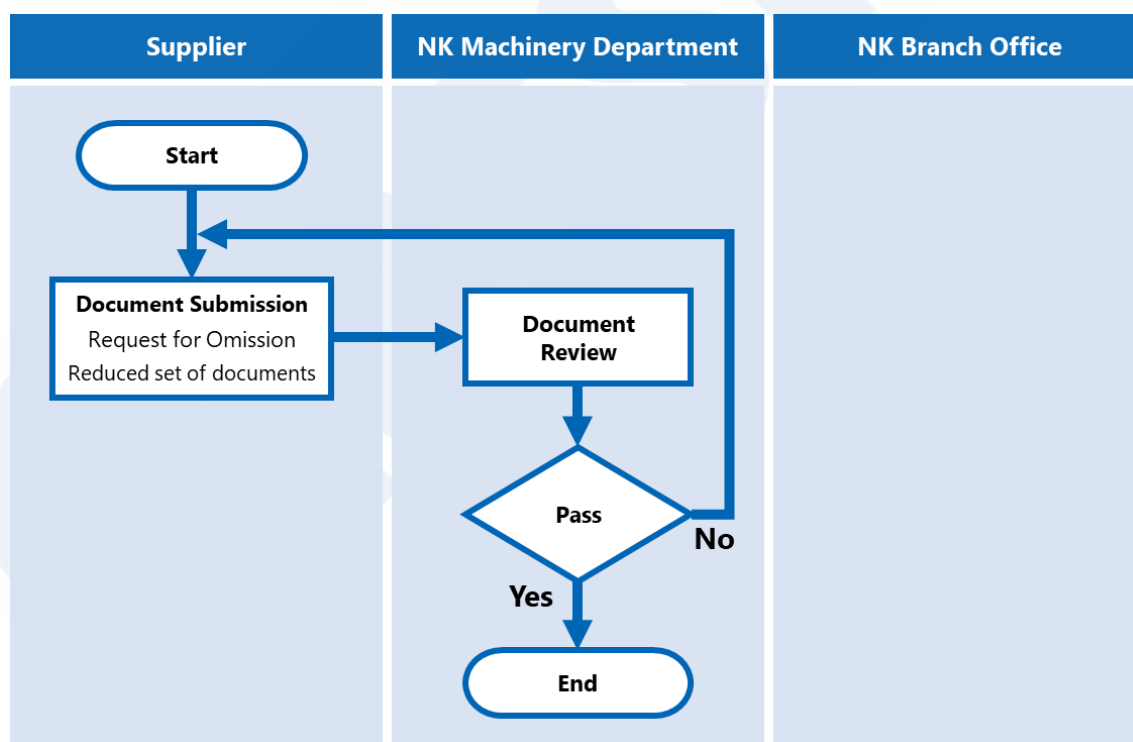 Supplier
NK Machinery Department
NK Branch Office
Start
Document Submission
Request for Omission
Reduced set of documents
Document
Review
Pass
No
Yes
End